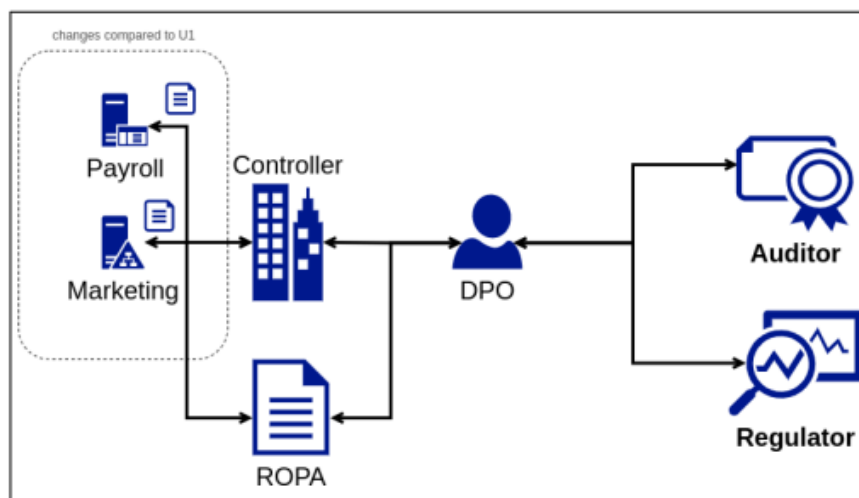 changes compared to U1
Payroll
Controller
Marketing
DPO
Auditor
ROPA
Regulator